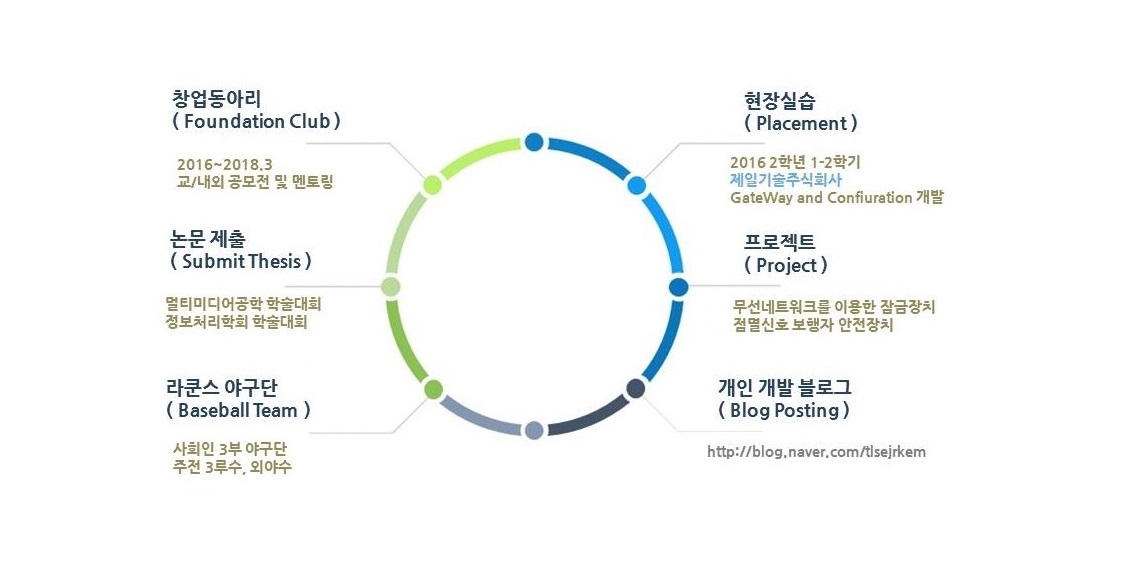 창업동아리
( Foundation Club )
2016~2018.3
교/내외 공모전 및 멘토링
논문 제출
( Submit Thesis )
멀티미디어공학 학술대회
정보처리학회 학술대회
라쿤스 야구단
( Baseball Team )
사회인 3부 야구단
주전 3루수, 외야수
현장실습
( Placement )
2016 2학년 1-2학기
제일기술주식회사
GateWay and Confiuration 개발
프로젝트
( Project )
무선네트워크를 이용한 잠금장치
점멸신호 보행자 안전장치
개인 개발 블로그
( Blog Posting )
http://blog.naver.com/tlsejrkem